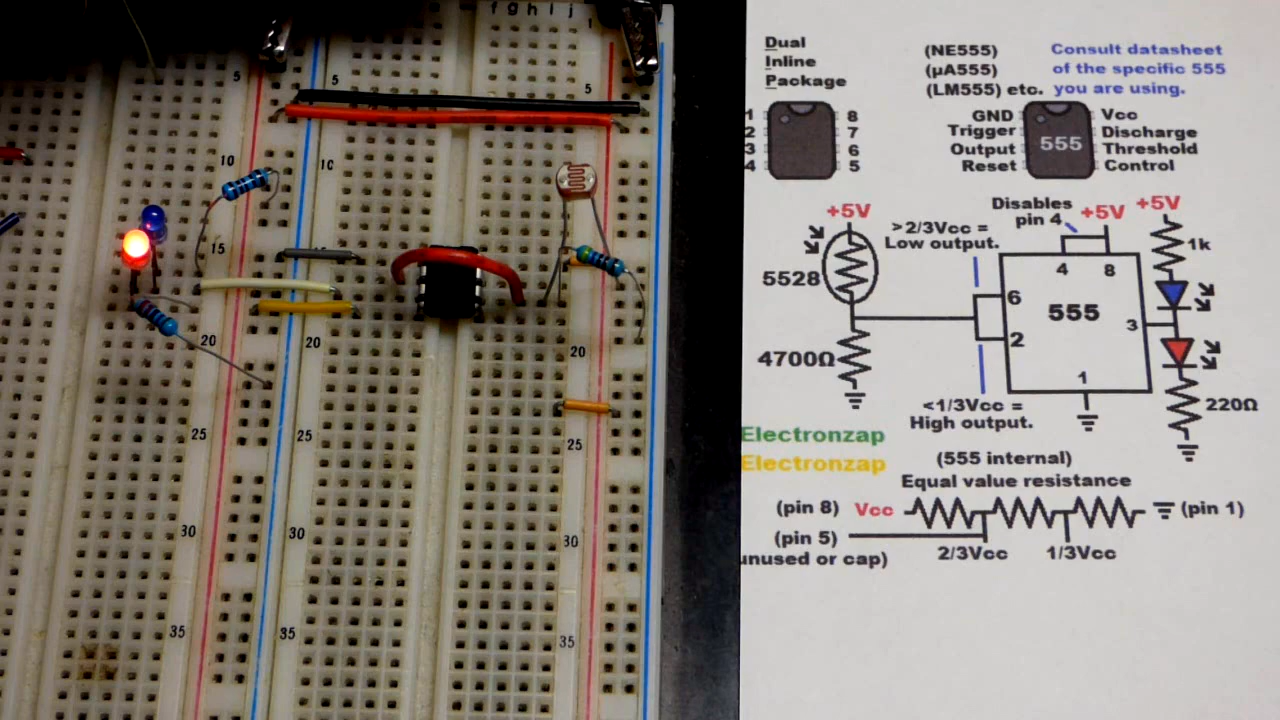 f g h i j
1
5
5
5
10
10
15
15
20
20
20
25
25
25
30
30
30
35
35
35
Dual
Inline
Package
(NE555)
(µA555)
(LM555) etc.
Consult datasheet
of the specific 555
you are using.
1 8
2 7
3 6
4 5
GND 555 Vcc
Trigger Discharge
Output Threshold
Reset Control
+5V
>2/3Vcc =
Low output.
Disables
pin 4
+5V
+5V
1k
5528
4 8
6
555
2
3
1
4700Ω
220Ω
<1/3Vcc =
High output.
Electronzap
Electronzap
(555 internal)
Equal value resistance
(pin 8) Vcc (pin 1)
(pin 5)
unused or cap)
2/3Vcc 1/3Vcc